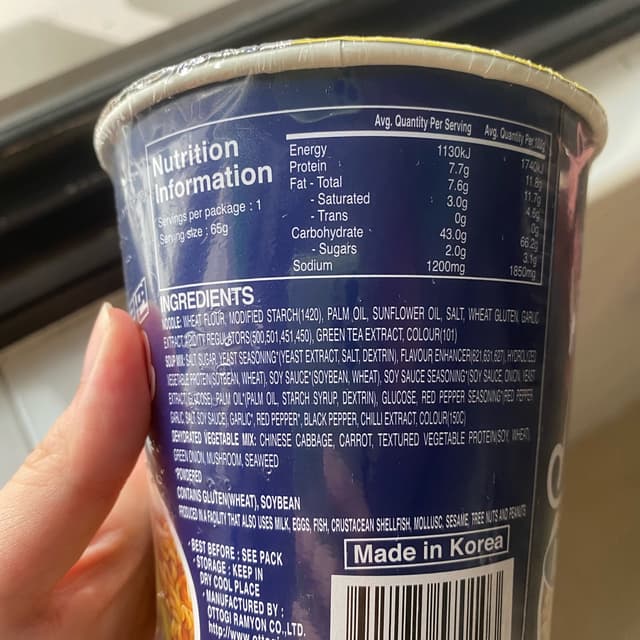 Nutrition
Information
Servings per package : 1
Serving size : 65g
Avg. Quantity Per Serving Avg. Quantity Per 100g
Energy 1130kJ 1740kJ
Protein 7.7g 11.8g
Fat - Total 7.6g 11.7g
- Saturated 3.0g 4.6g
- Trans 0g 0g
Carbohydrate 43.0g 66.2g
- Sugars 2.0g 3.1g
Sodium 1200mg 1850mg
INGREDIENTS
NOODLE: WHEAT FLOUR, MODIFIED STARCH(1420), PALM OIL, SUNFLOWER OIL, SALT, WHEAT GLUTEN, GARLIC
EXTRACT, ACIDITY REGULATORS(500,501,451,450), GREEN TEA EXTRACT, COLOUR(101)
SOUP MIX: SALT, SUGAR, YEAST SEASONING*(YEAST EXTRACT, SALT, DEXTRIN), FLAVOUR ENHANCER(621,631,627), HYDROLIZED
VEGETABLE PROTEIN(SOYBEAN, WHEAT), SOY SAUCE*(SOYBEAN, WHEAT), SOY SAUCE SEASONING*(SOY SAUCE, ONION, YEAST
EXTRACT, GLUCOSE), PALM OIL*(PALM OIL, STARCH SYRUP, DEXTRIN), GLUCOSE, RED PEPPER SEASONING*(RED PEPPER,
GARLIC, SALT, SOY SAUCE), GARLIC*, RED PEPPER*, BLACK PEPPER, CHILLI EXTRACT, COLOUR(150C)
DEHYDRATED VEGETABLE MIX: CHINESE CABBAGE, CARROT, TEXTURED VEGETABLE PROTEIN(SOY, WHEAT),
GREEN ONION, MUSHROOM, SEAWEED
*POWDERED
CONTAINS GLUTEN(WHEAT), SOYBEAN
PRODUCED IN A FACILITY THAT ALSO USES MILK, EGGS, FISH, CRUSTACEAN SHELLFISH, MOLLUSC, SESAME, TREE NUTS AND PEANUTS
*BEST BEFORE : SEE PACK
*STORAGE : KEEP IN
DRY COOL PLACE
*MANUFACTURED BY :
OTTOGI RAMYON CO.,LTD.
Made in Korea